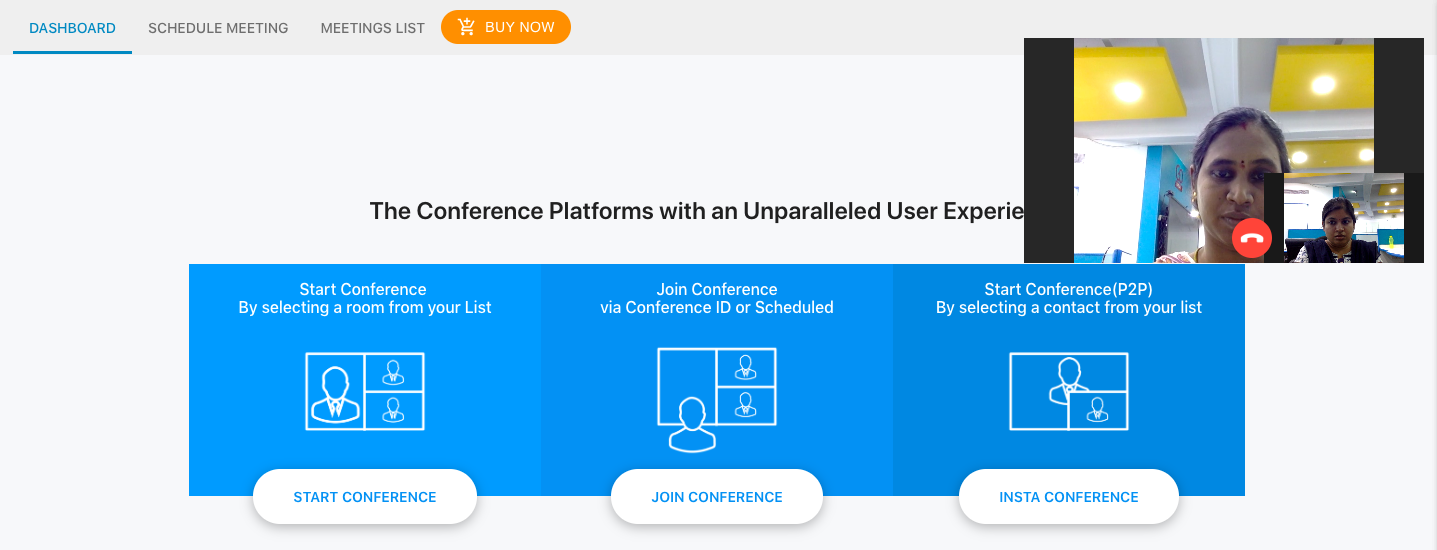 DASHBOARD SCHEDULE MEETING MEETINGS LIST BUY NOW
The Conference Platforms with an Unparalleled User Experie
Start Conference
By selecting a room from your List
Join Conference
via Conference ID or Scheduled
Start Conference(P2P)
By selecting a contact from your list
START CONFERENCE
JOIN CONFERENCE
INSTA CONFERENCE